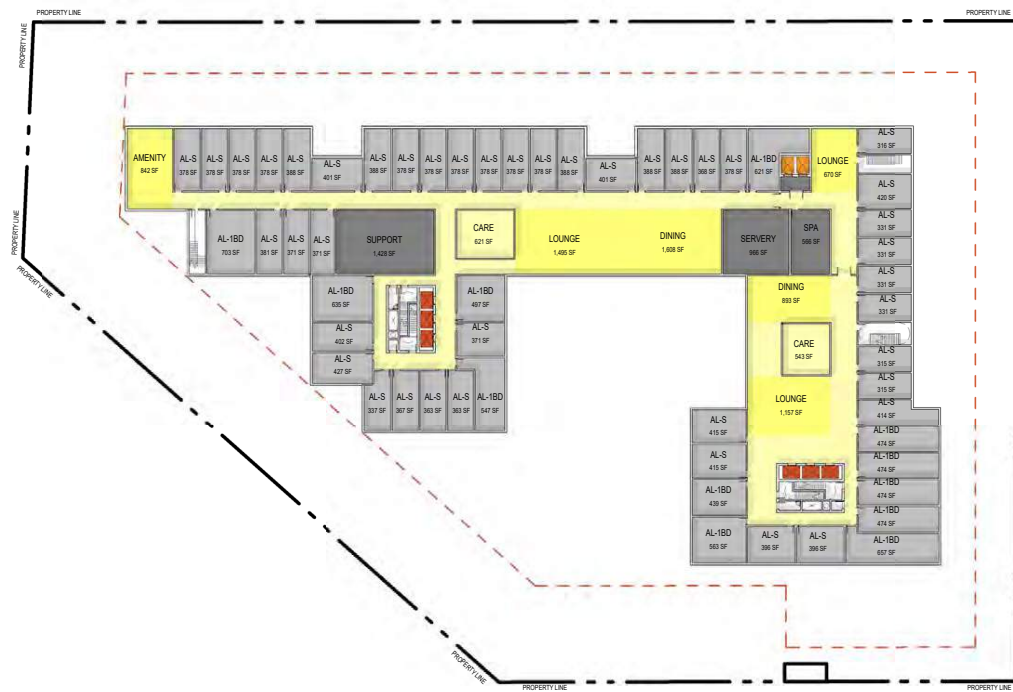 PROPERTY LINE
PROPERTY LINE
PROPERTY LINE
PROPERTY LINE
PROPERTY LINE
PROPERTY LINE
PROPERTY LINE
PROPERTY LINE
AMENITY
842 SF
AL-S
378 SF
AL-S
378 SF
AL-S
378 SF
AL-S
378 SF
AL-S
388 SF
AL-S
401 SF
AL-S
388 SF
AL-S
378 SF
AL-S
378 SF
AL-S
378 SF
AL-S
378 SF
AL-S
378 SF
AL-S
378 SF
AL-S
388 SF
AL-S
401 SF
AL-S
388 SF
AL-S
388 SF
AL-S
368 SF
AL-S
378 SF
AL-1BD
621 SF
LOUNGE
670 SF
AL-S
316 SF
AL-S
420 SF
AL-S
331 SF
AL-S
331 SF
AL-S
331 SF
AL-S
331 SF
AL-1BD
703 SF
AL-S
381 SF
AL-S
371 SF
AL-S
371 SF
SUPPORT
1,428 SF
CARE
621 SF
LOUNGE
1,495 SF
DINING
1,608 SF
SERVERY
966 SF
SPA
566 SF
AL-1BD
635 SF
AL-S
402 SF
AL-S
427 SF
AL-1BD
497 SF
AL-S
371 SF
AL-S
337 SF
AL-S
367 SF
AL-S
363 SF
AL-S
363 SF
AL-1BD
547 SF
DINING
893 SF
CARE
543 SF
LOUNGE
1,157 SF
AL-S
315 SF
AL-S
315 SF
AL-S
414 SF
AL-1BD
474 SF
AL-1BD
474 SF
AL-1BD
474 SF
AL-1BD
474 SF
AL-1BD
657 SF
AL-S
415 SF
AL-S
415 SF
AL-1BD
439 SF
AL-1BD
563 SF
AL-S
396 SF
AL-S
396 SF